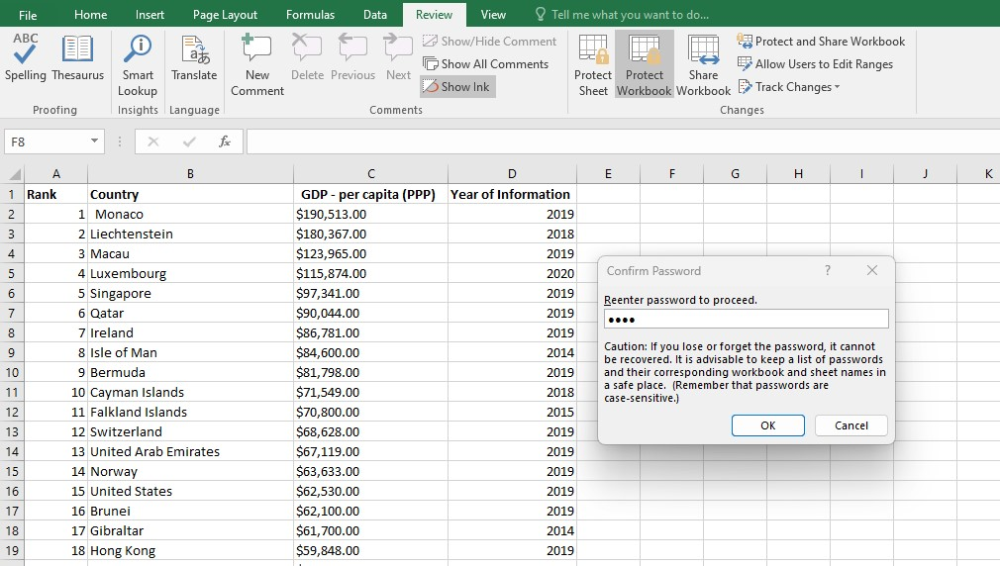 File Home Insert Page Layout Formulas Data Review View Tell me what you want to do...
ABC
Spelling Thesaurus
Proofing
Smart Lookup
Insights
Translate
Language
New Comment
Delete Previous Next
Show/Hide Comment
Show All Comments
Show Ink
Comments
Protect Sheet
Protect Workbook
Share Workbook
Protect and Share Workbook
Allow Users to Edit Ranges
Track Changes
Changes
F8 fx
A B C D E F G H I J K
1 Rank Country GDP - per capita (PPP) Year of Information
2 1 Monaco $190,513.00 2019
3 2 Liechtenstein $180,367.00 2018
4 3 Macau $123,965.00 2019
5 4 Luxembourg $115,874.00 2020
6 5 Singapore $97,341.00 2019
7 6 Qatar $90,044.00 2019
8 7 Ireland $86,781.00 2019
9 8 Isle of Man $84,600.00 2014
10 9 Bermuda $81,798.00 2019
11 10 Cayman Islands $71,549.00 2018
12 11 Falkland Islands $70,800.00 2015
13 12 Switzerland $68,628.00 2019
14 13 United Arab Emirates $67,119.00 2019
15 14 Norway $63,633.00 2019
16 15 United States $62,530.00 2019
17 16 Brunei $62,100.00 2019
18 17 Gibraltar $61,700.00 2014
19 18 Hong Kong $59,848.00 2019
Confirm Password ?
Reenter password to proceed.
••••
Caution: If you lose or forget the password, it cannot
be recovered. It is advisable to keep a list of passwords
and their corresponding workbook and sheet names in
a safe place. (Remember that passwords are
case-sensitive.)
OK Cancel